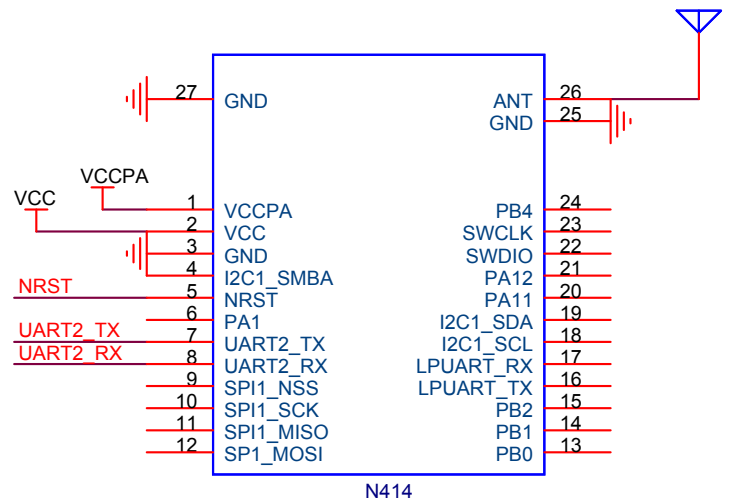 27 GND
ANT 26
GND 25
VCCPA
VCC
1 VCCPA
PB4 24
2 VCC
SWCLK 23
3 GND
SWDIO 22
4 I2C1_SMBA
PA12 21
NRST 5 NRST
PA11 20
6 PA1
I2C1_SDA 19
UART2_TX 7 UART2_TX
I2C1_SCL 18
UART2_RX 8 UART2_RX
LPUART_RX 17
9 SPI1_NSS
LPUART_TX 16
10 SPI1_SCK
PB2 15
11 SPI1_MISO
PB1 14
12 SP1_MOSI
PB0 13
N414